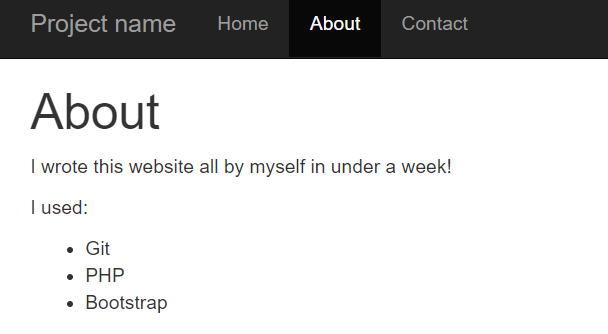 Project name Home About Contact
About
I wrote this website all by myself in under a week!
I used:
Git
PHP
Bootstrap